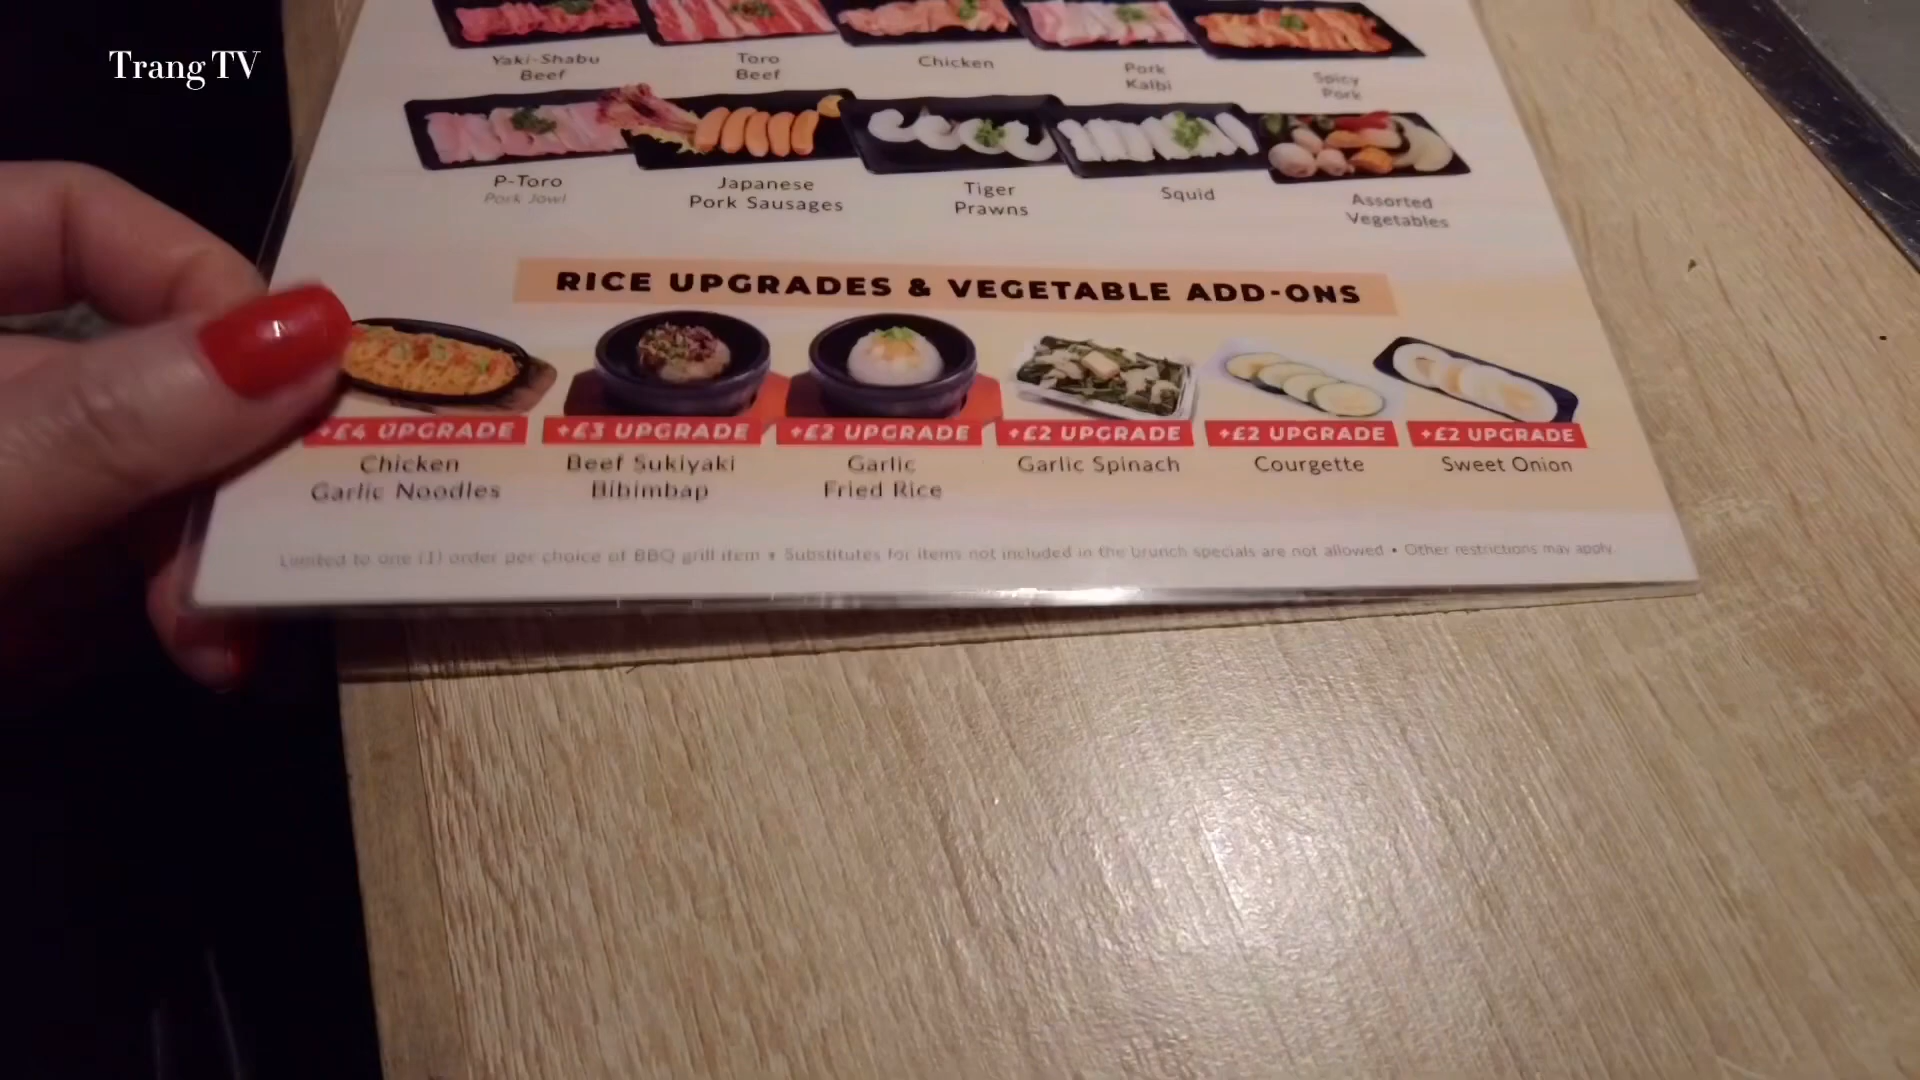 Trang TV
Yaki-Shabu
Beef
Toro
Beef
Chicken
Pork
Kalbi
Spicy
Pork
P-Toro
Pork Jowl
Japanese
Pork Sausages
Tiger
Prawns
Squid
Assorted
Vegetables
RICE UPGRADES & VEGETABLE ADD-ONS
+£4 UPGRADE
Chicken
Garlic Noodles
+£3 UPGRADE
Beef Sukiyaki
Bibimbap
+£2 UPGRADE
Garlic
Fried Rice
+£2 UPGRADE
Garlic Spinach
+£2 UPGRADE
Courgette
+£2 UPGRADE
Sweet Onion
Limited to one (1) order per choice of BBQ grill item • Substitutes for items not included in the brunch specials are not allowed • Other restrictions may apply.